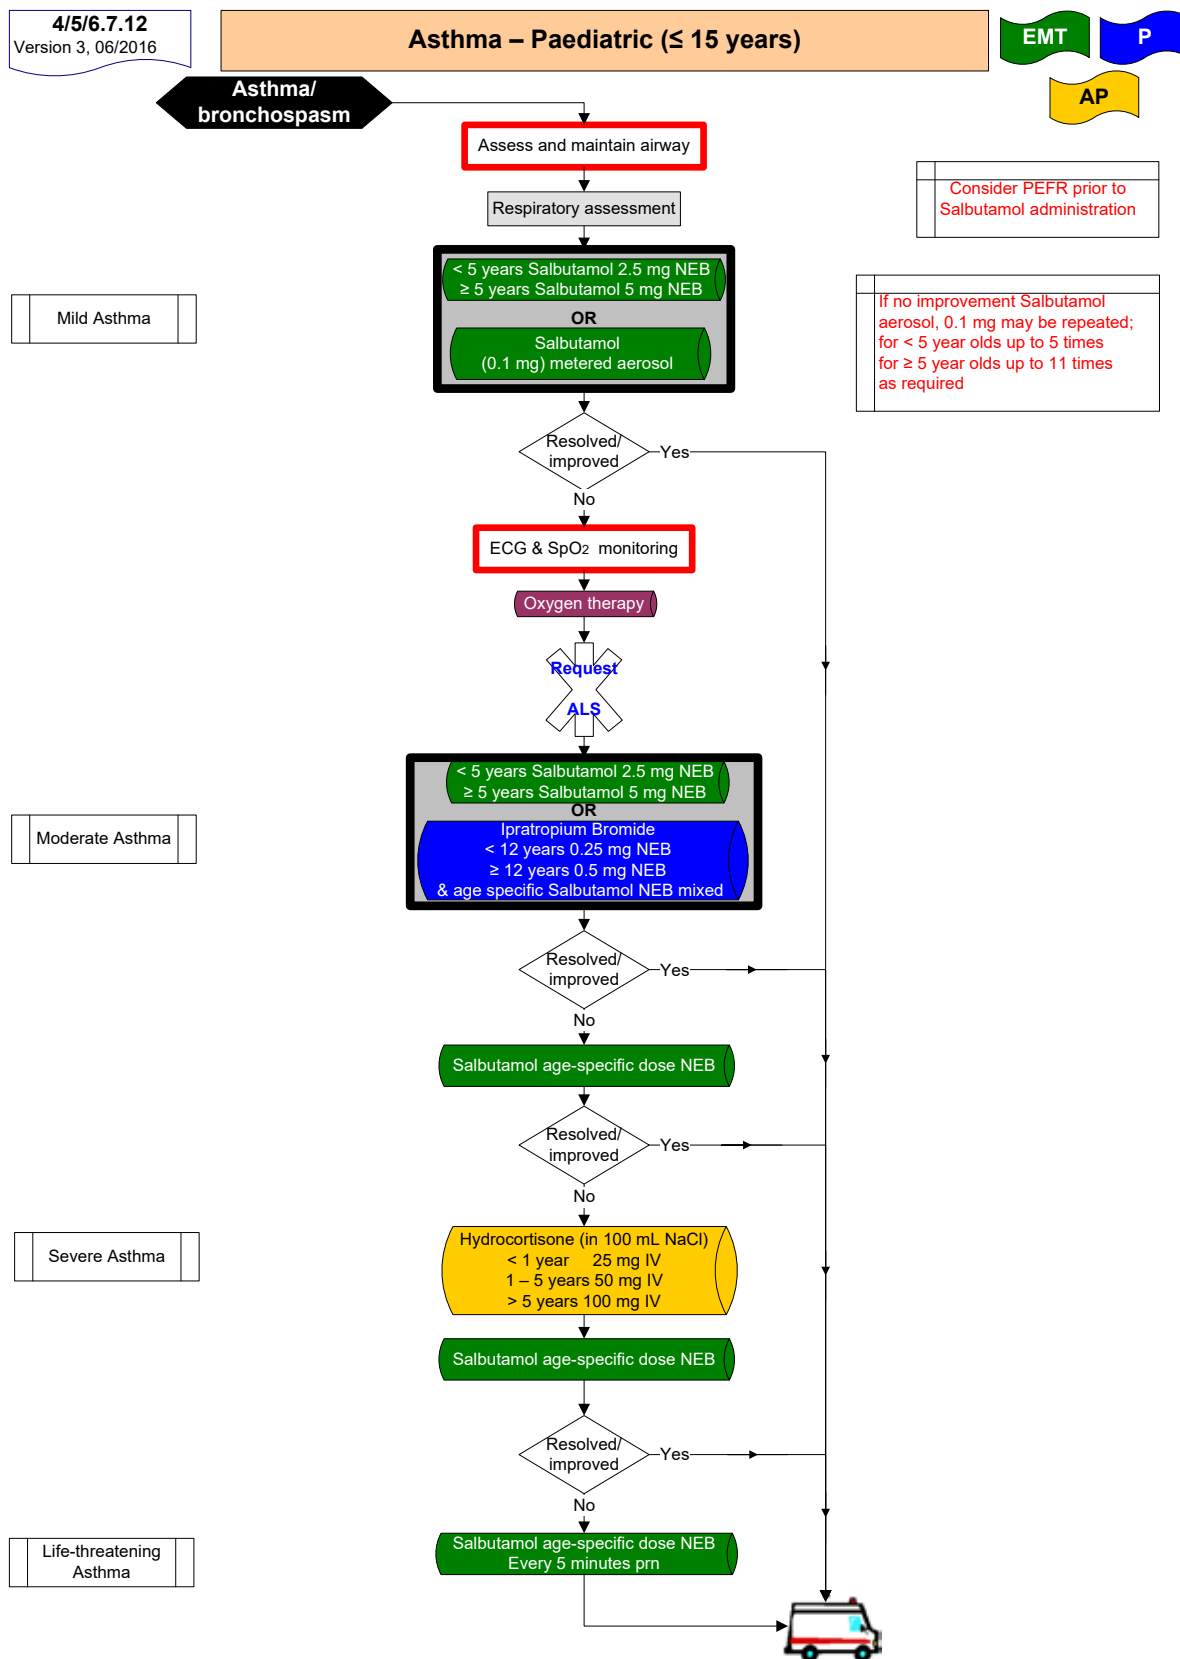 4/5/6.7.12
Version 3, 06/2016
Asthma – Paediatric (≤ 15 years)
EMT
P
AP
Asthma/
bronchospasm
Assess and maintain airway
Consider PEFR prior to
Salbutamol administration
Respiratory assessment
< 5 years Salbutamol 2.5 mg NEB
≥ 5 years Salbutamol 5 mg NEB
OR
Salbutamol
(0.1 mg) metered aerosol
Mild Asthma
If no improvement Salbutamol
aerosol, 0.1 mg may be repeated;
for < 5 year olds up to 5 times
for ≥ 5 year olds up to 11 times
as required
Resolved/
improved
Yes
No
ECG & SpO2 monitoring
Oxygen therapy
Request
ALS
< 5 years Salbutamol 2.5 mg NEB
≥ 5 years Salbutamol 5 mg NEB
OR
Ipratropium Bromide
< 12 years 0.25 mg NEB
≥ 12 years 0.5 mg NEB
& age specific Salbutamol NEB mixed
Moderate Asthma
Resolved/
improved
Yes
No
Salbutamol age-specific dose NEB
Resolved/
improved
Yes
No
Severe Asthma
Hydrocortisone (in 100 mL NaCl)
< 1 year 25 mg IV
1 – 5 years 50 mg IV
> 5 years 100 mg IV
Salbutamol age-specific dose NEB
Resolved/
improved
Yes
No
Life-threatening
Asthma
Salbutamol age-specific dose NEB
Every 5 minutes prn